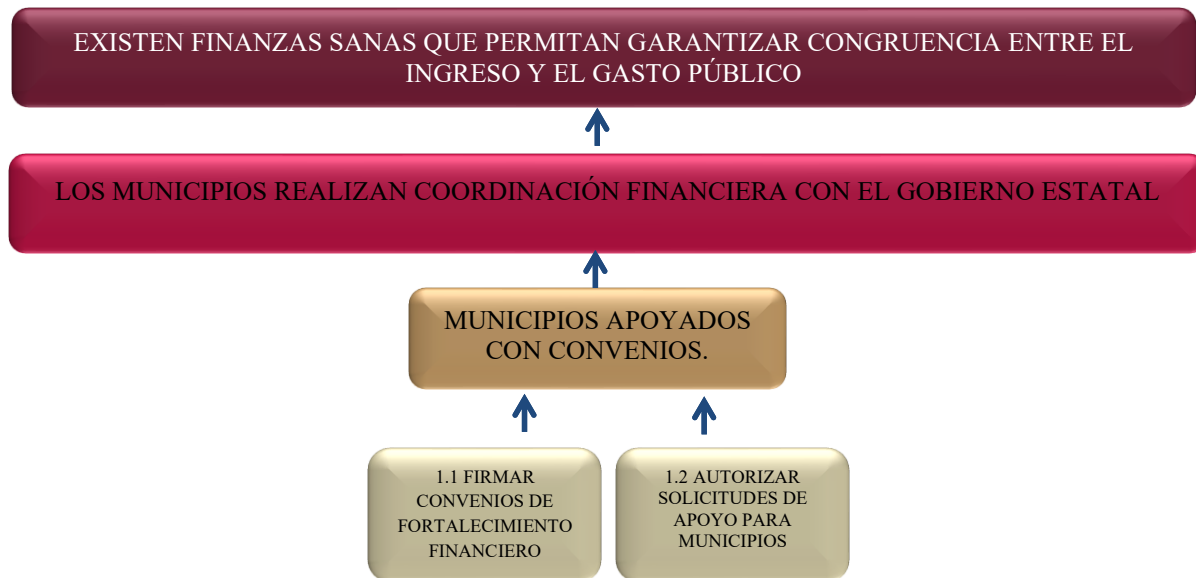 EXISTEN FINANZAS SANAS QUE PERMITAN GARANTIZAR CONGRUENCIA ENTRE EL
INGRESO Y EL GASTO PÚBLICO
LOS MUNICIPIOS REALIZAN COORDINACIÓN FINANCIERA CON EL GOBIERNO ESTATAL
MUNICIPIOS APOYADOS
CON CONVENIOS.
1.1 FIRMAR
CONVENIOS DE
FORTALECIMIENTO
FINANCIERO
1.2 AUTORIZAR
SOLICITUDES DE
APOYO PARA
MUNICIPIOS